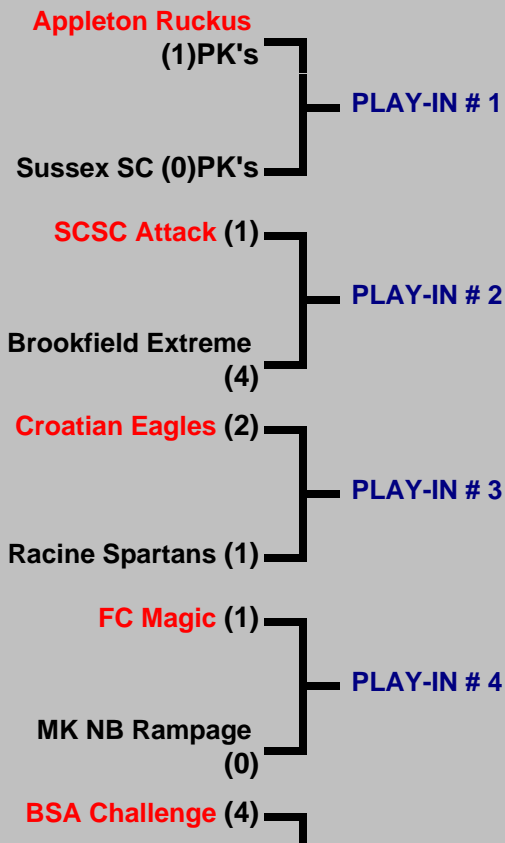 Appleton Ruckus
(1)PK's
PLAY-IN # 1
Sussex SC (0)PK's
SCSC Attack (1)
PLAY-IN # 2
Brookfield Extreme
(4)
Croatian Eagles (2)
PLAY-IN # 3
Racine Spartans (1)
FC Magic (1)
PLAY-IN # 4
MK NB Rampage
(0)
BSA Challenge (4)